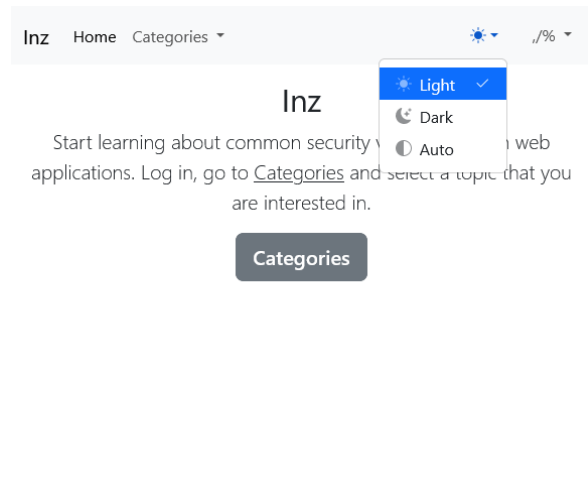 Inz Home Categories ,/%
Light
Dark
Auto
Inz
Start learning about common security v n web
applications. Log in, go to Categories and select a topic that you
are interested in.
Categories